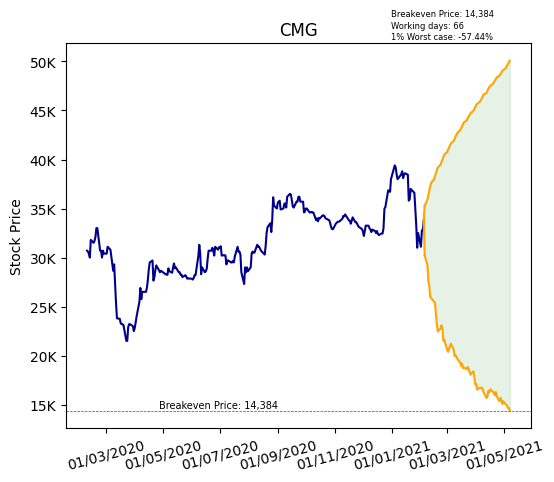 Breakeven Price: 14,384
Working days: 66
1% Worst case: -57.44%
CMG
Stock Price
50K
45K
40K
35K
30K
25K
20K
15K
Breakeven Price: 14,384
01/03/2020
01/05/2020
01/07/2020
01/09/2020
01/11/2020
01/01/2021
01/03/2021
01/05/2021